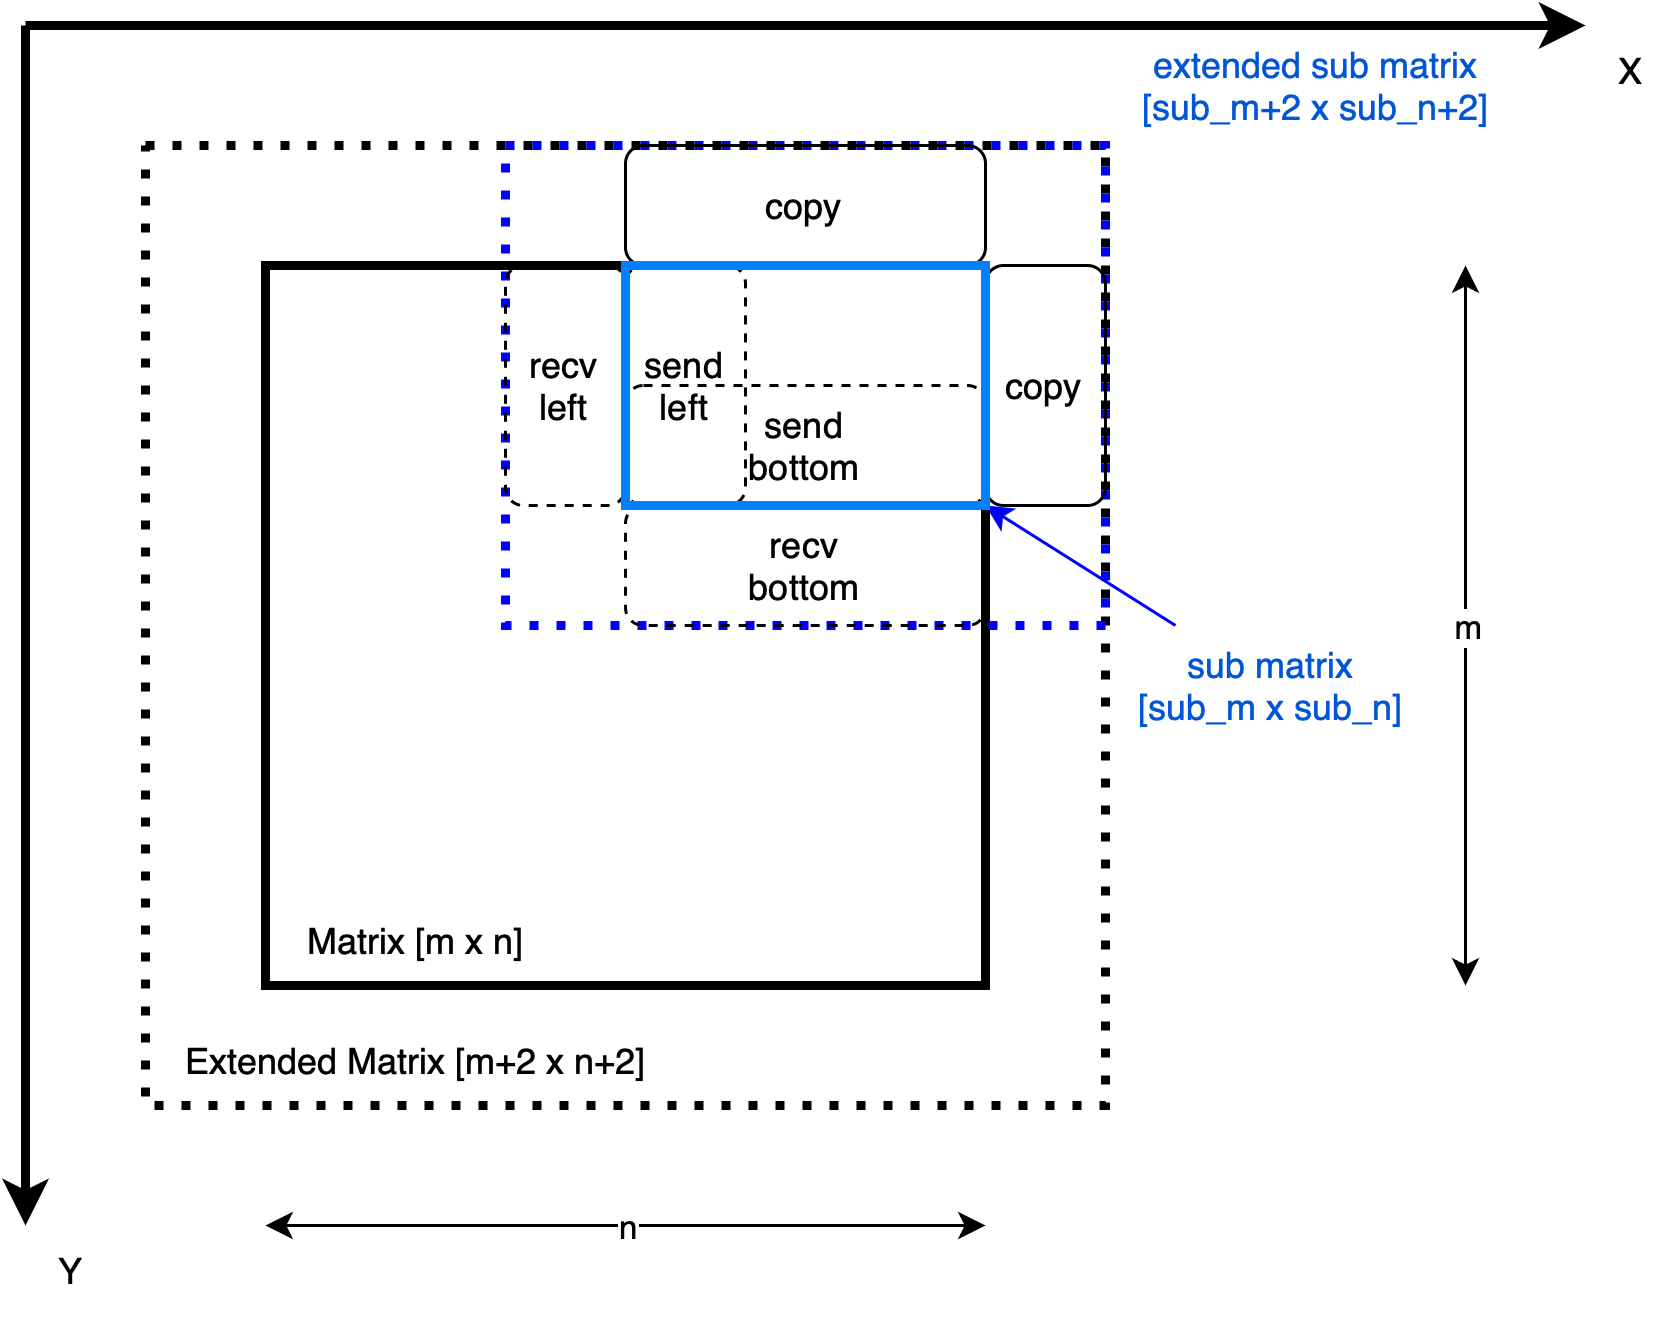 X
extended sub matrix
[sub_m+2 x sub_n+2]
copy
recv
left
send
left
copy
send
bottom
recv
bottom
m
sub matrix
[sub_m x sub_n]
Matrix [m x n]
Extended Matrix [m+2 x n+2]
n
Y